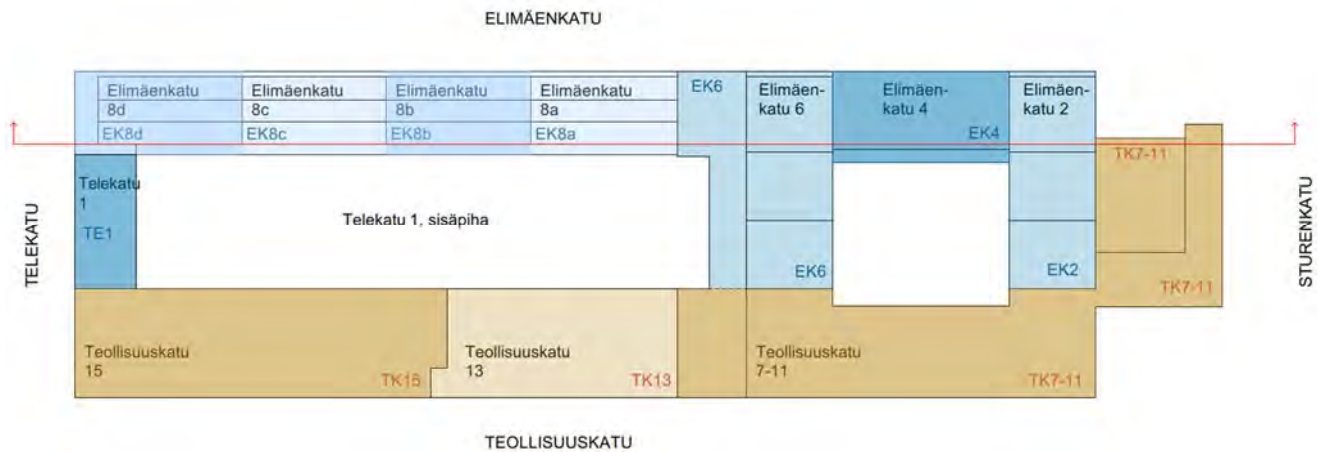 ELIMÄENKATU
Elimäenkatu
8d
EK8d
Elimäenkatu
8c
EK8c
Elimäenkatu
8b
EK8b
Elimäenkatu
8a
EK8a
EK6
Elimäen-
katu 6
EK6
Elimäen-
katu 4
EK4
Elimäen-
katu 2
EK2
TK7-11
TK7-11
TELEKATU
Telekatu
1
TE1
Telekatu 1, sisäpiha
STURENKATU
Teollisuuskatu
15
TK15
Teollisuuskatu
13
TK13
Teollisuuskatu
7-11
TK7-11
TEOLLISUUSKATU